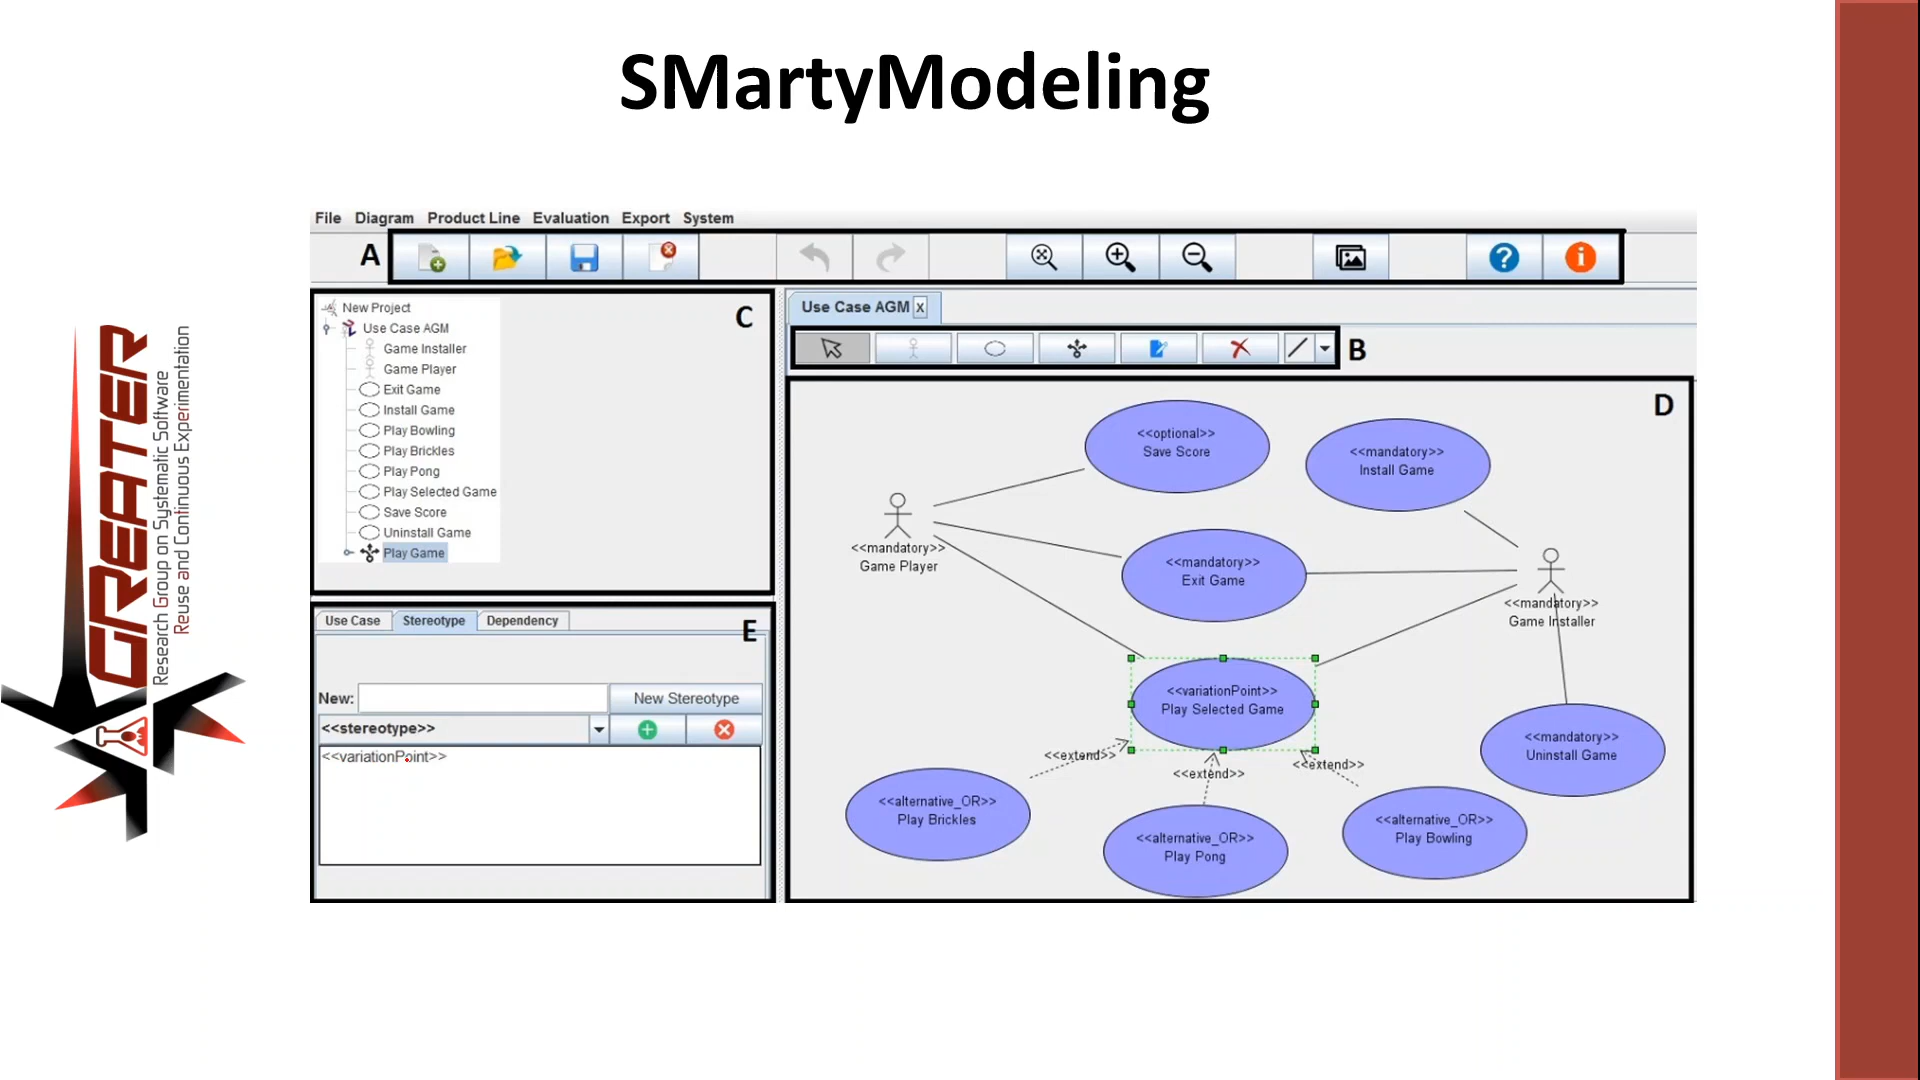 SMartyModeling
GREATER
Research Group on Systematic Software
Reuse and Continuous Experimentation
File Diagram Product Line Evaluation Export System
A
C
New Project
Use Case AGM
Game Installer
Game Player
Exit Game
Install Game
Play Bowling
Play Brickles
Play Pong
Play Selected Game
Save Score
Uninstall Game
Play Game
Use Case Stereotype Dependency
E
New: New Stereotype
<<stereotype>>
<<variationPoint>>
Use Case AGM x
B
D
<<optional>>
Save Score
<<mandatory>>
Install Game
<<mandatory>>
Game Player
<<mandatory>>
Exit Game
<<mandatory>>
Game Installer
<<variationPoint>>
Play Selected Game
<<mandatory>>
Uninstall Game
<<extend>>
<<extend>>
<<extend>>
<<alternative_OR>>
Play Brickles
<<alternative_OR>>
Play Pong
<<alternative_OR>>
Play Bowling